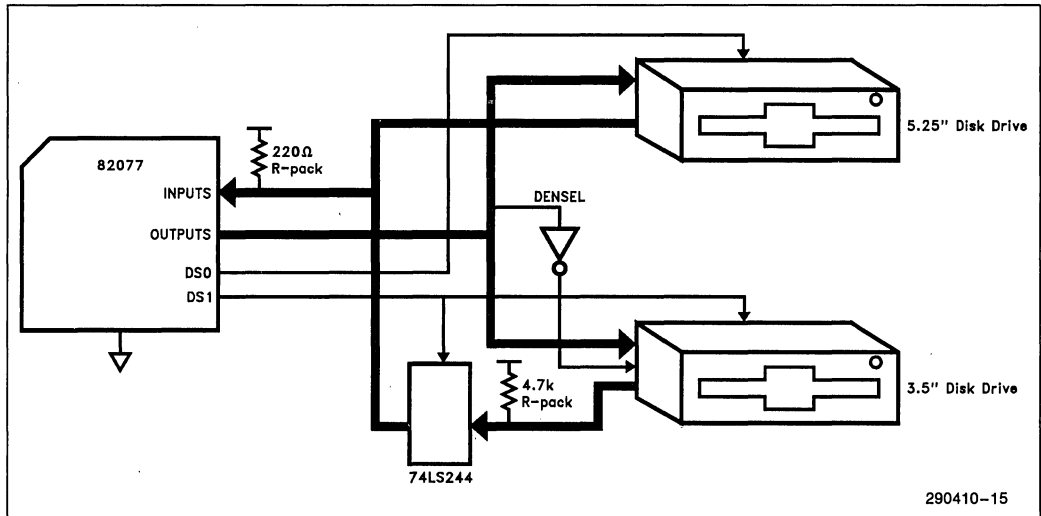 82077
220Ω
R-pack
INPUTS
OUTPUTS
DS0
DS1
5.25" Disk Drive
DENSEL
4.7k
R-pack
3.5" Disk Drive
74LS244
290410-15